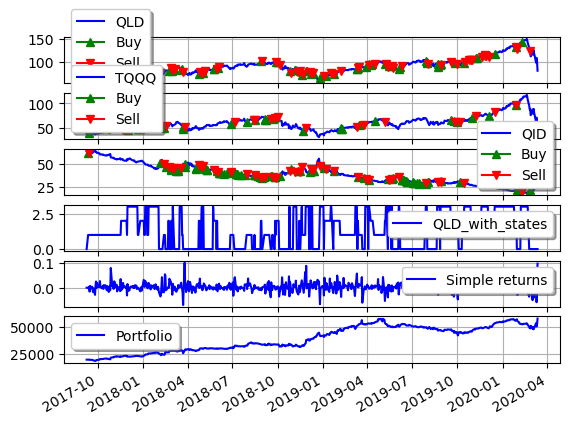 QLD
Buy
Sell
150
100
TQQQ
Buy
Sell
100
50
QID
Buy
Sell
50
25
QLD_with_states
2.5
0.0
Simple returns
0.1
0.0
Portfolio
50000
25000
2017-10
2018-01
2018-04
2018-07
2018-10
2019-01
2019-04
2019-07
2019-10
2020-01
2020-04